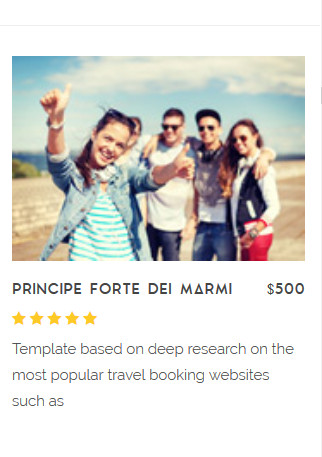 PRINCIPE FORTE DEI MARMI $500
Template based on deep research on the
most popular travel booking websites
such as